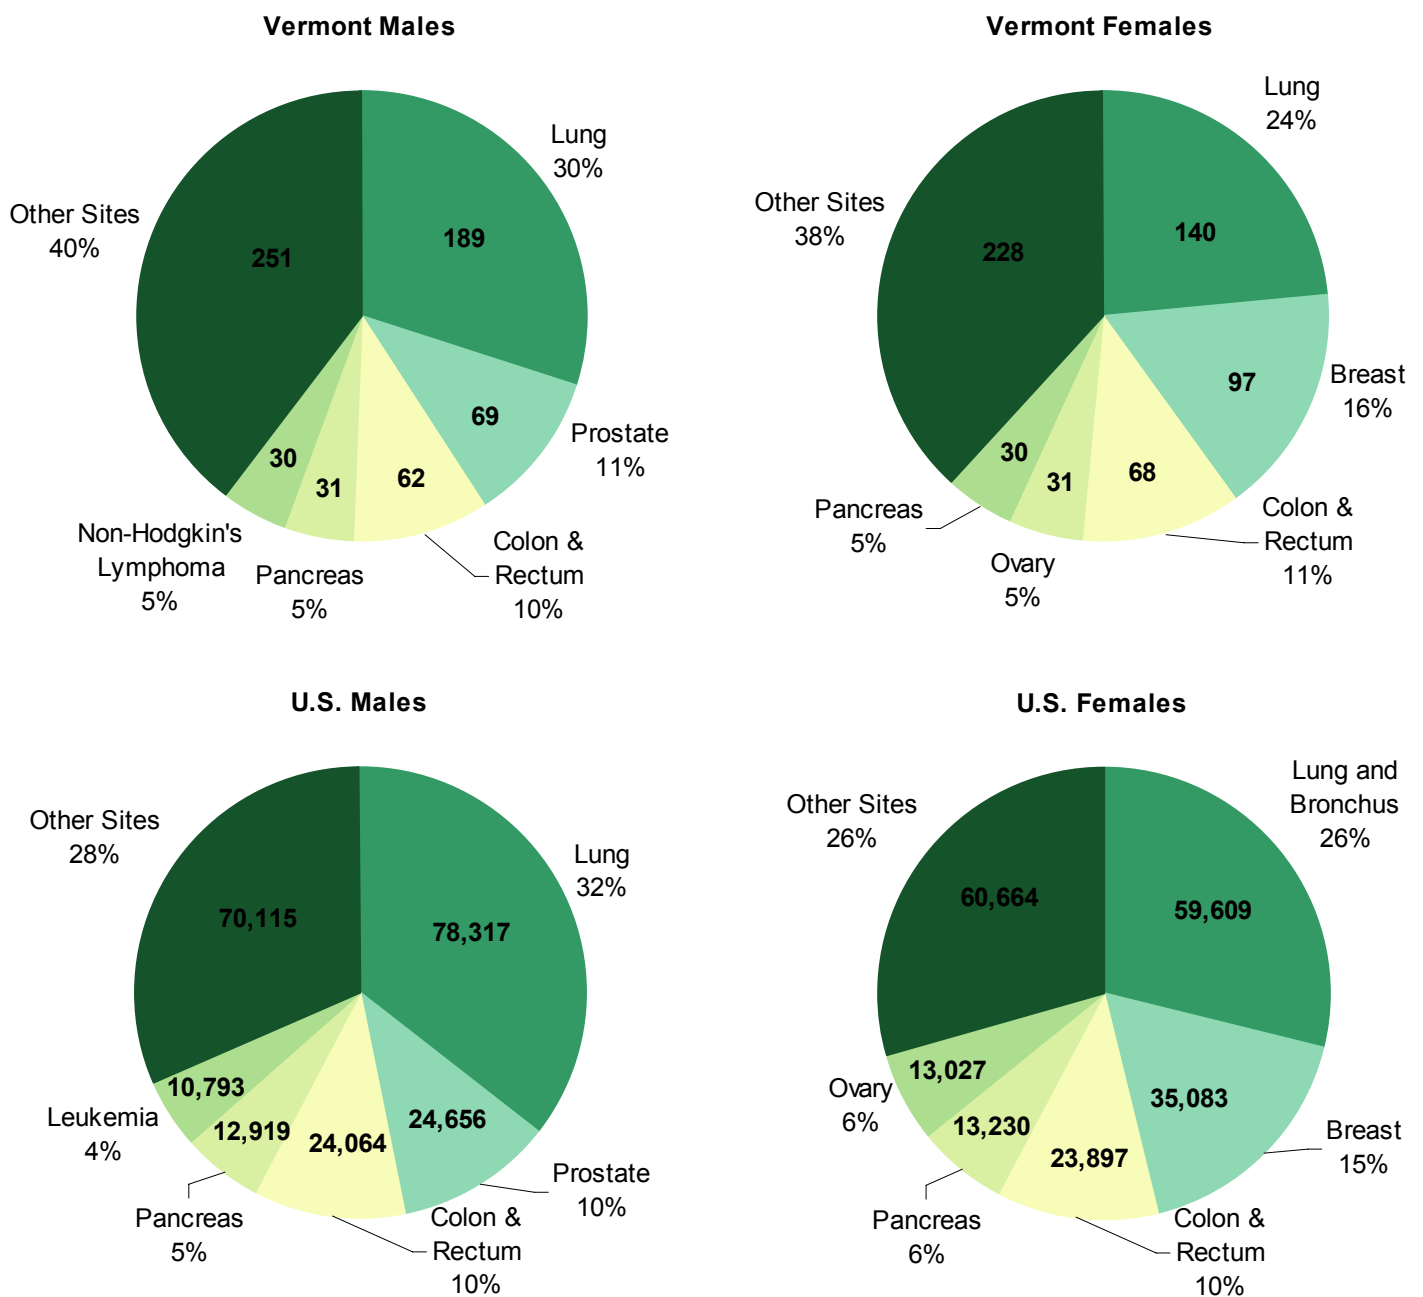 Vermont Males
Lung
30%
189
Prostate
11%
69
Colon &
Rectum
10%
62
Pancreas
5%
31
Non-Hodgkin's
Lymphoma
5%
30
Other Sites
40%
251
Vermont Females
Lung
24%
140
Breast
16%
97
Colon &
Rectum
11%
68
Ovary
5%
31
Pancreas
5%
30
Other Sites
38%
228
U.S. Males
Lung
32%
78,317
Prostate
10%
24,656
Colon &
Rectum
10%
24,064
Pancreas
5%
12,919
Leukemia
4%
10,793
Other Sites
28%
70,115
U.S. Females
Lung and
Bronchus
26%
59,609
Breast
15%
35,083
Colon &
Rectum
10%
23,897
Pancreas
6%
13,230
Ovary
6%
13,027
Other Sites
26%
60,664